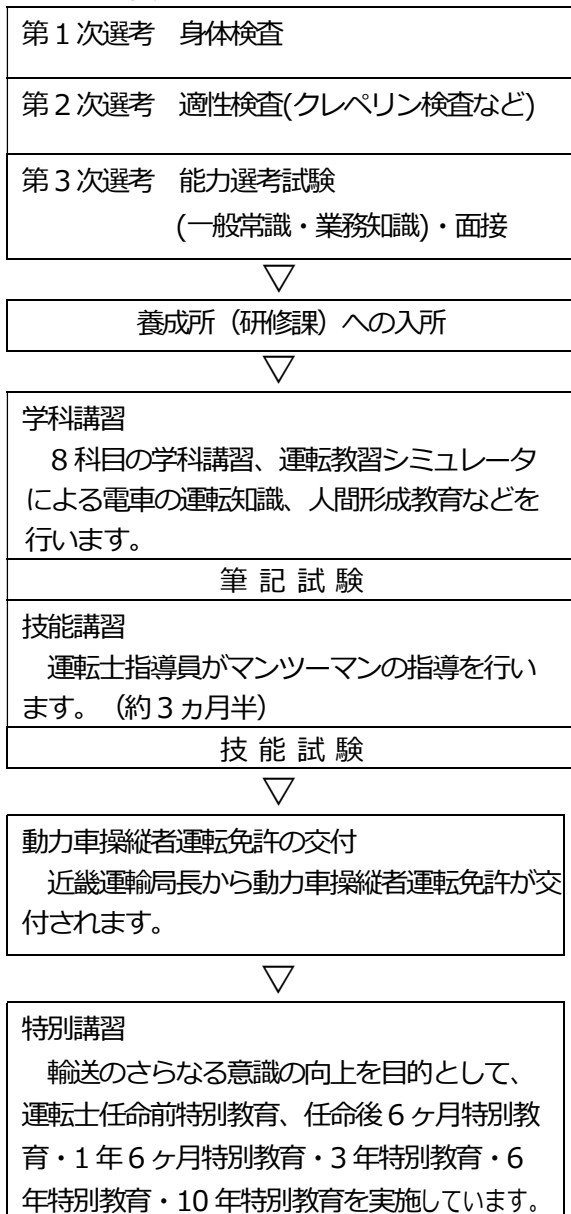 第１次選考　身体検査
第２次選考　適性検査(クレペリン検査など)
第３次選考　能力選考試験
(一般常識・業務知識)・面接
▽
養成所（研修課）への入所
▽
学科講習
８科目の学科講習、運転教習シミュレータ
による電車の運転知識、人間形成教育などを
行います。
筆 記 試 験
技能講習
運転士指導員がマンツーマンの指導を行い
ます。（約３ヵ月半）
技 能 試 験
▽
動力車操縦者運転免許の交付
近畿運輸局長から動力車操縦者運転免許が交
付されます。
▽
特別講習
輸送のさらなる意識の向上を目的として、
運転士任命前特別教育、任命後６ヶ月特別教
育・1 年６ヶ月特別教育・３年特別教育・６
年特別教育・10 年特別教育を実施しています。